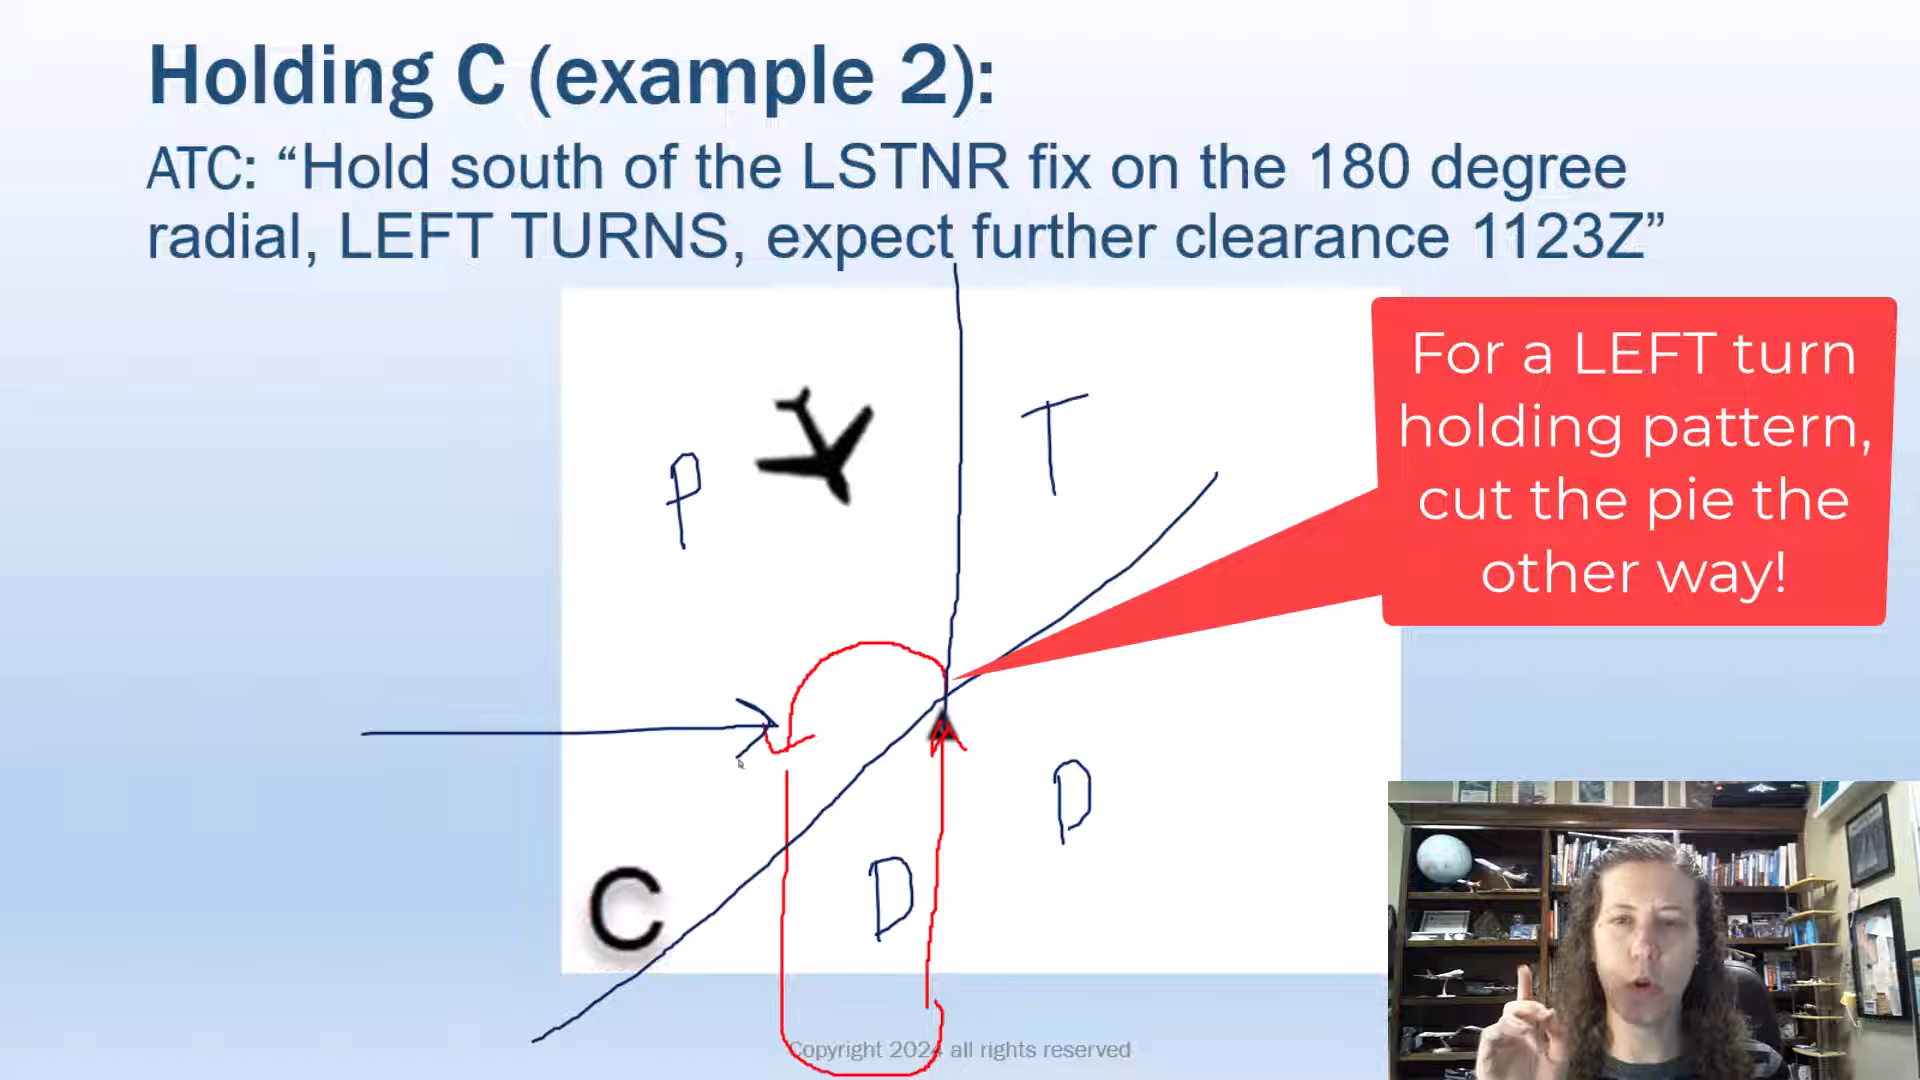 Holding C (example 2):
ATC: “Hold south of the LSTNR fix on the 180 degree
radial, LEFT TURNS, expect further clearance 1123Z”
For a LEFT turn
holding pattern,
cut the pie the
other way!
T
P
D
D
C
Copyright 2024 all rights reserved